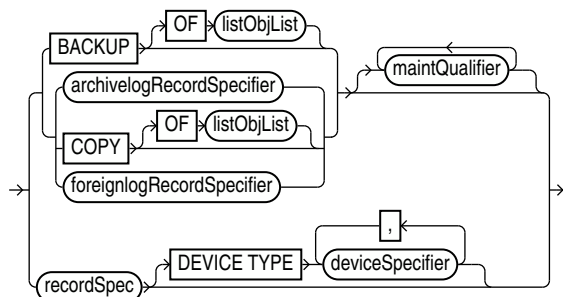 OF listObjList
BACKUP
maintQualifier
archivelogRecordSpecifier
OF listObjList
COPY
foreignlogRecordSpecifier
,
DEVICE TYPE deviceSpecifier
recordSpec